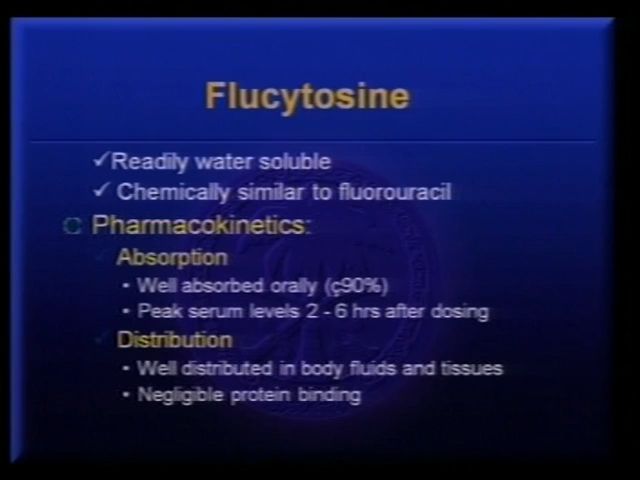 Flucytosine
✓Readily water soluble
✓ Chemically similar to fluorouracil
Pharmacokinetics:
✓ Absorption
• Well absorbed orally (ç90%)
• Peak serum levels 2 - 6 hrs after dosing
✓ Distribution
• Well distributed in body fluids and tissues
• Negligible protein binding